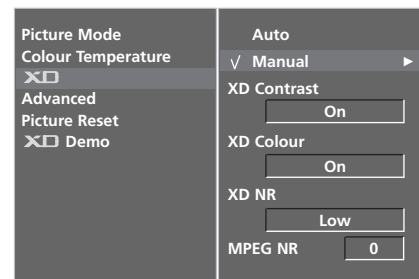 Picture Mode
Colour Temperature
XD
Advanced
Picture Reset
XD Demo
Auto
√ Manual ►
XD Contrast
On
XD Colour
On
XD NR
Low
MPEG NR 0